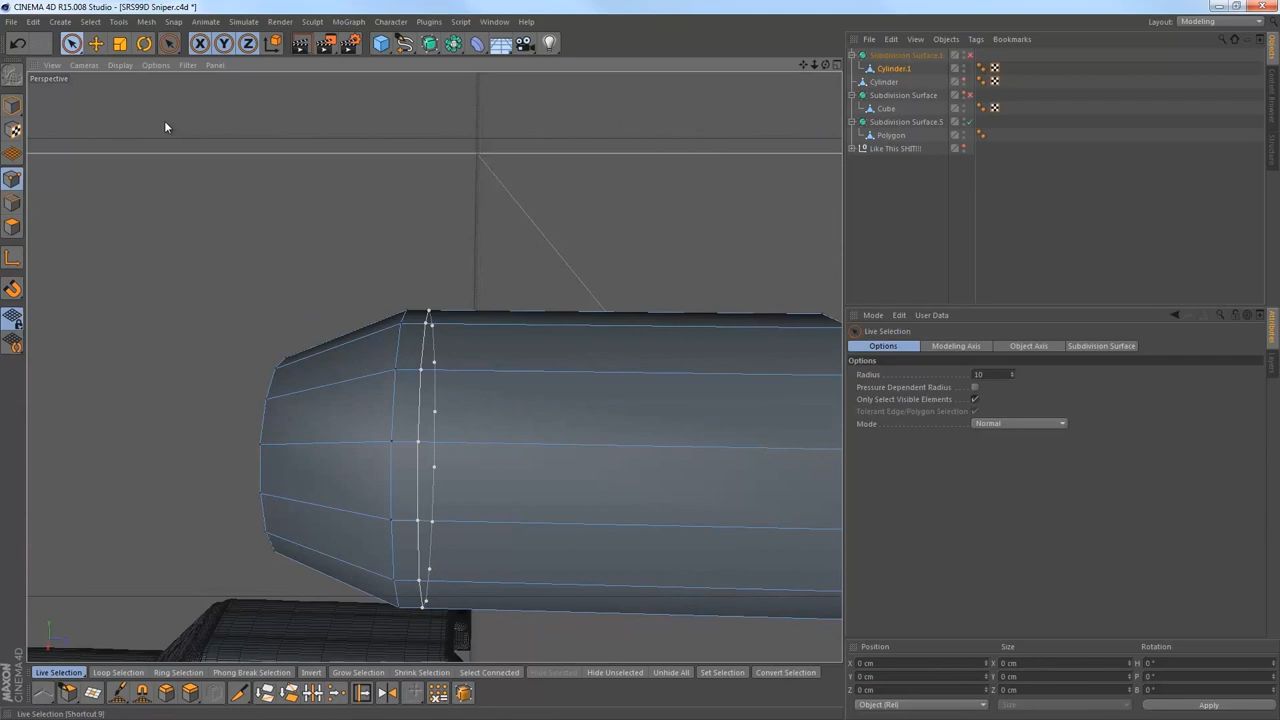 CINEMA 4D R15.008 Studio - [SRS99D Sniper.c4d *]
File Edit Create Select Tools Mesh Snap Animate Simulate Render Sculpt MoGraph Character Plugins Script Window Help
Layout: Modeling
X Y Z
View Cameras Display Options Filter Panel
Perspective
File Edit View Objects Tags Bookmarks
Cylinder.1
Cylinder
Subdivision Surface
Cube
Subdivision Surface.5
Polygon
Like This SHIT!!!
Objects
Content Browser
Structure
Mode Edit User Data
Live Selection
Options Modeling Axis Object Axis Subdivision Surface
Options
Radius 10
Pressure Dependent Radius
Only Select Visible Elements
Tolerant Edge/Polygon Selection
Mode Normal
Attributes
Layers
Position Size Rotation
X 0 cm X 0 cm H 0 °
Y 0 cm Y 0 cm P 0 °
Z 0 cm Z 0 cm B 0 °
Object (Rel) Size Apply
Live Selection Loop Selection Ring Selection Phong Break Selection Invert Grow Selection Shrink Selection Select Connected Hide Selected Hide Unselected Unhide All Set Selection Convert Selection
MAXON
CINEMA 4D
Live Selection [Shortcut 9]